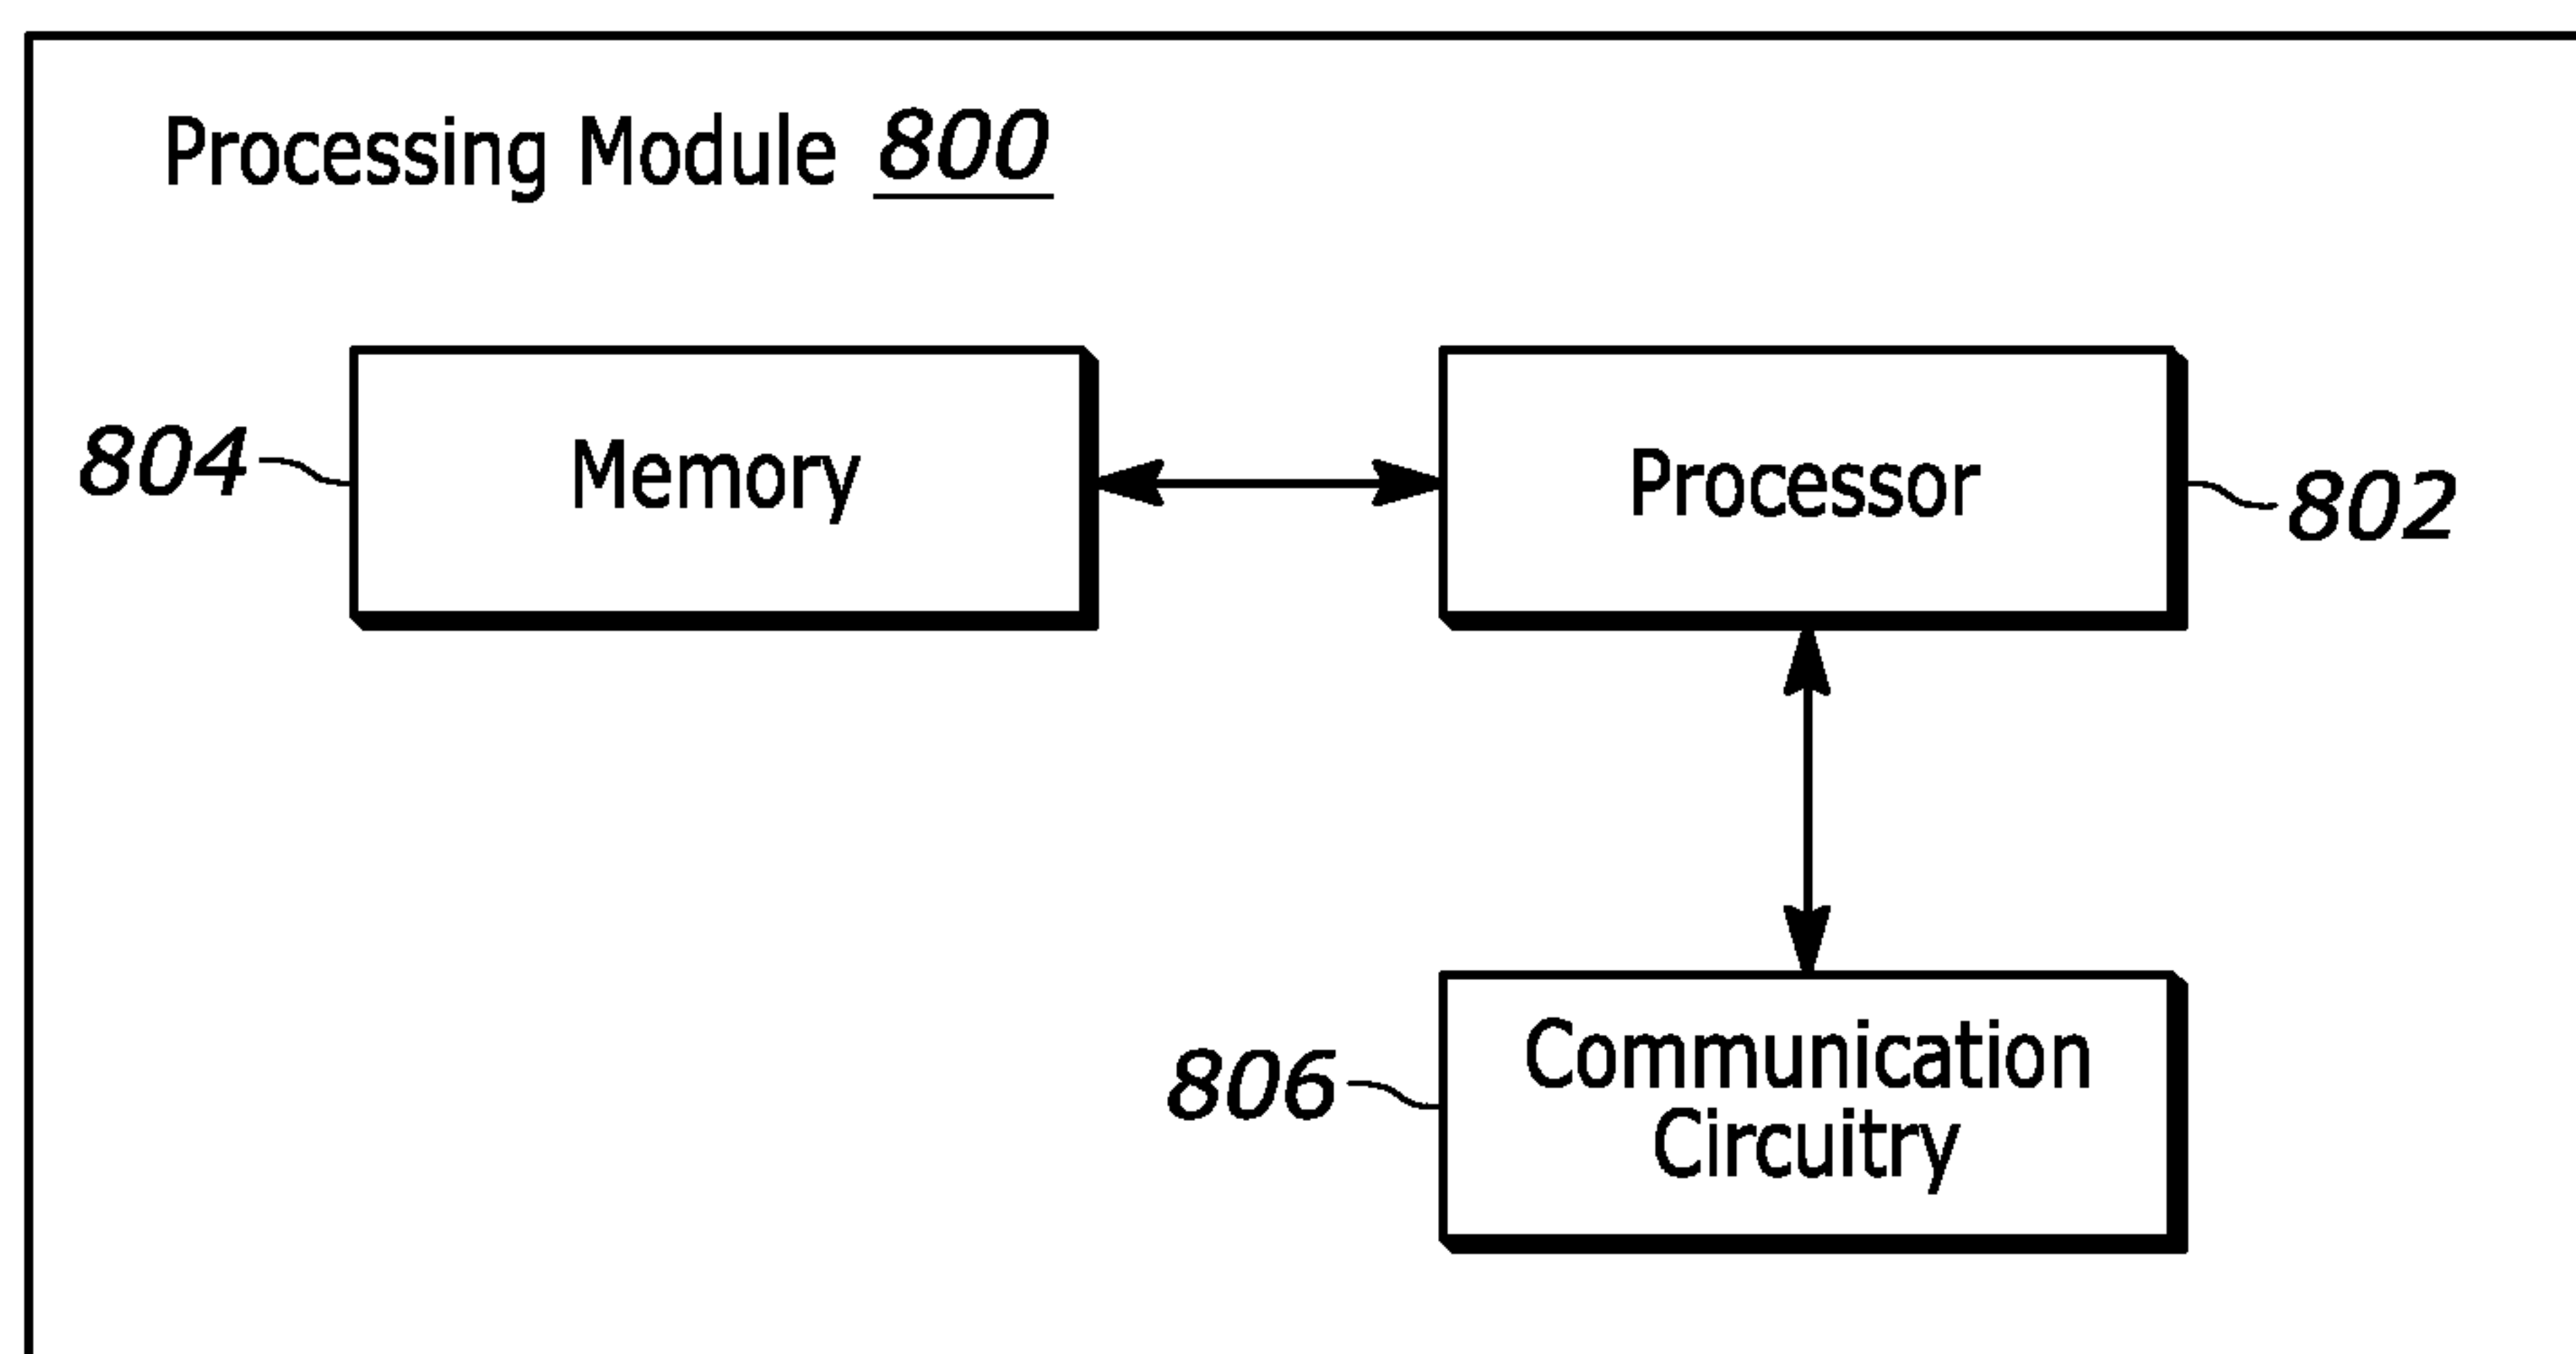 Processing Module 800
804
Memory
Processor
802
806
Communication
Circuitry